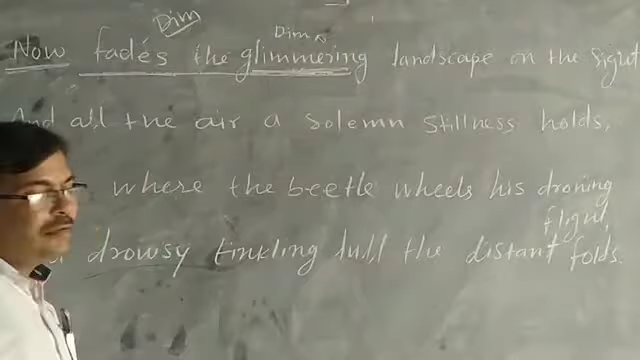 Dim Dim
Now fades the glimmering landscape on the sight
And all the air a solemn stillness holds,
where the beetle wheels his droning
flight,
drowsy tinkling lull the distant folds.